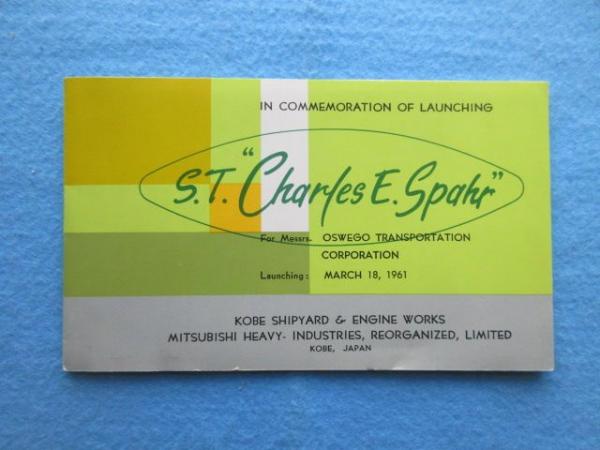 IN COMMEMORATION OF LAUNCHING
S.T. "Charles E. Spahr"
For Messrs. OSWEGO TRANSPORTATION
CORPORATION
Launching: MARCH 18, 1961
KOBE SHIPYARD & ENGINE WORKS
MITSUBISHI HEAVY- INDUSTRIES, REORGANIZED, LIMITED
KOBE, JAPAN